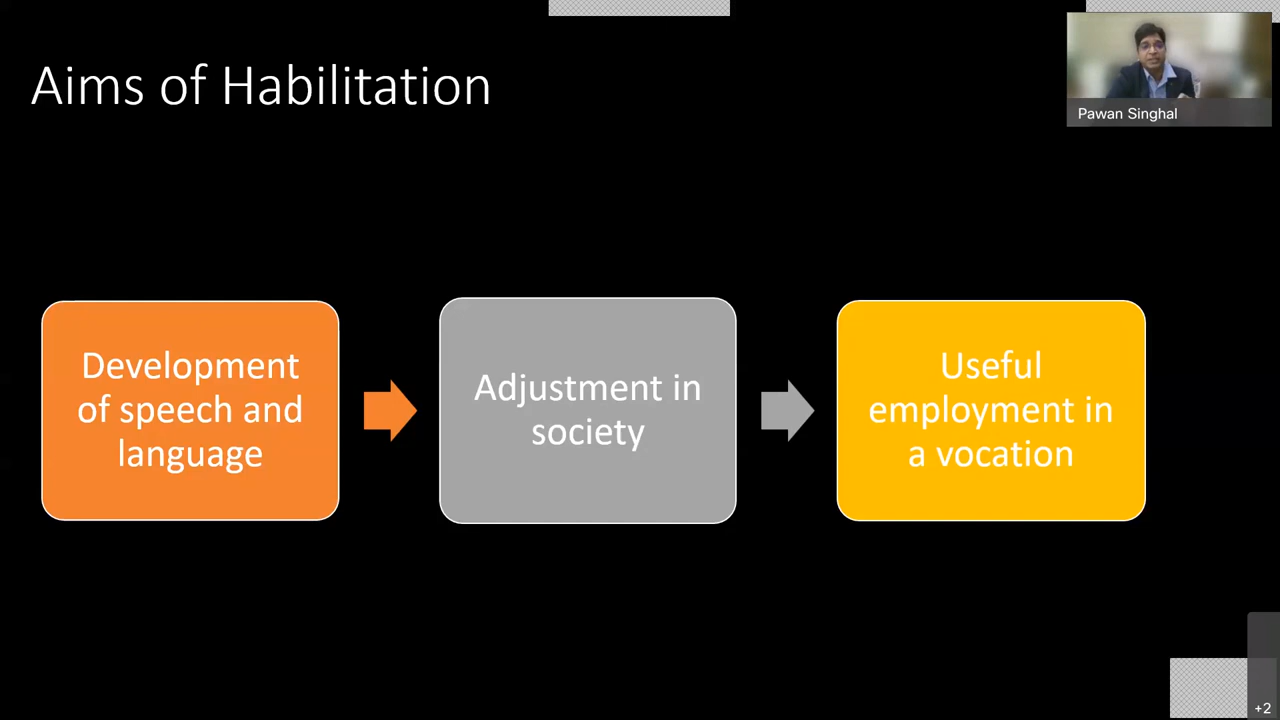 Aims of Habilitation
Pawan Singhal
Development
of speech and
language
Adjustment in
society
Useful
employment in
a vocation
+2